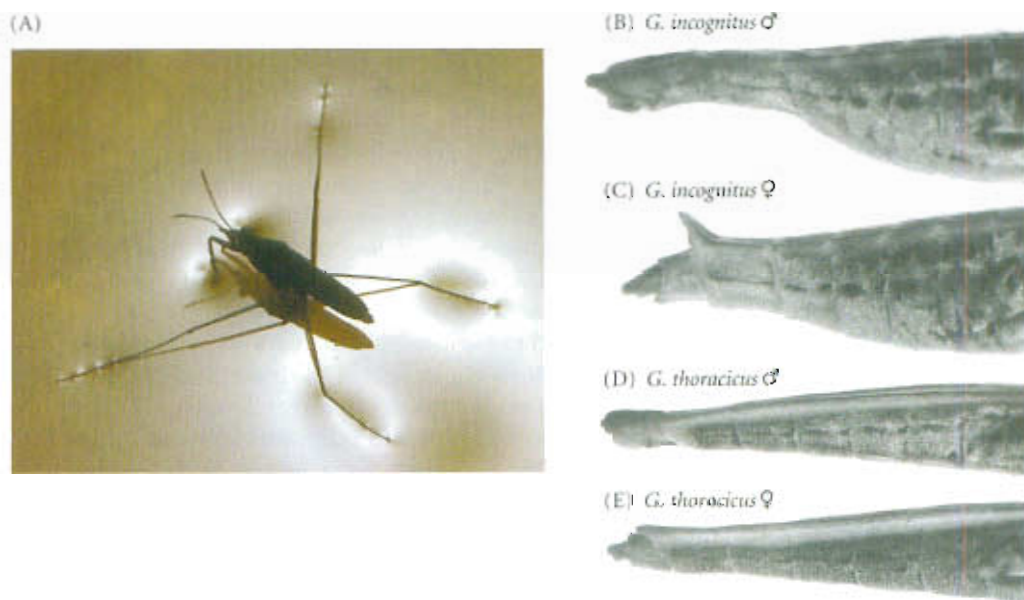 (A)
(B) G. incognitus ♂
(C) G. incognitus ♀
(D) G. thoracicus ♂
(E) G. thoracicus ♀